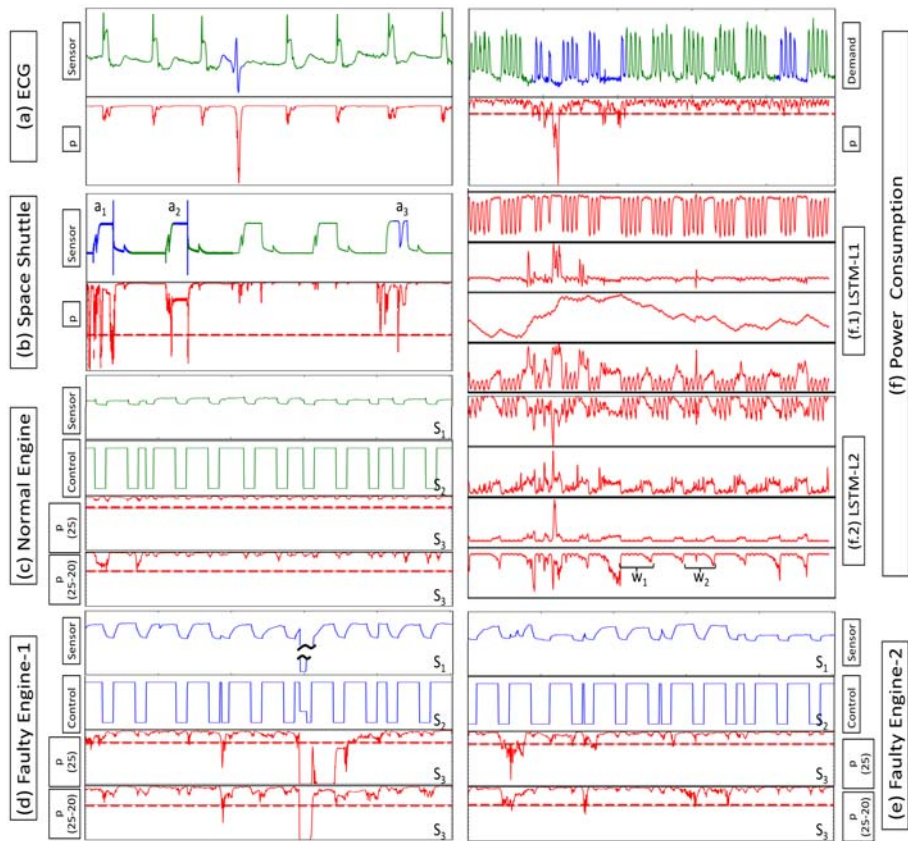 (a) ECG
Sensor
p
(b) Space Shuttle
Sensor
a1
a2
a3
p
(c) Normal Engine
Sensor
S1
Control
S2
p
(25)
S3
p
(25-20)
S3
(d) Faulty Engine-1
Sensor
S1
Control
S2
p
(25)
S3
p
(25-20)
S3
Demand
p
(f.1) LSTM-L1
(f.2) LSTM-L2
w1
w2
(f) Power Consumption
Sensor
S1
Control
S2
p
(25)
S3
p
(25-20)
S3
(e) Faulty Engine-2